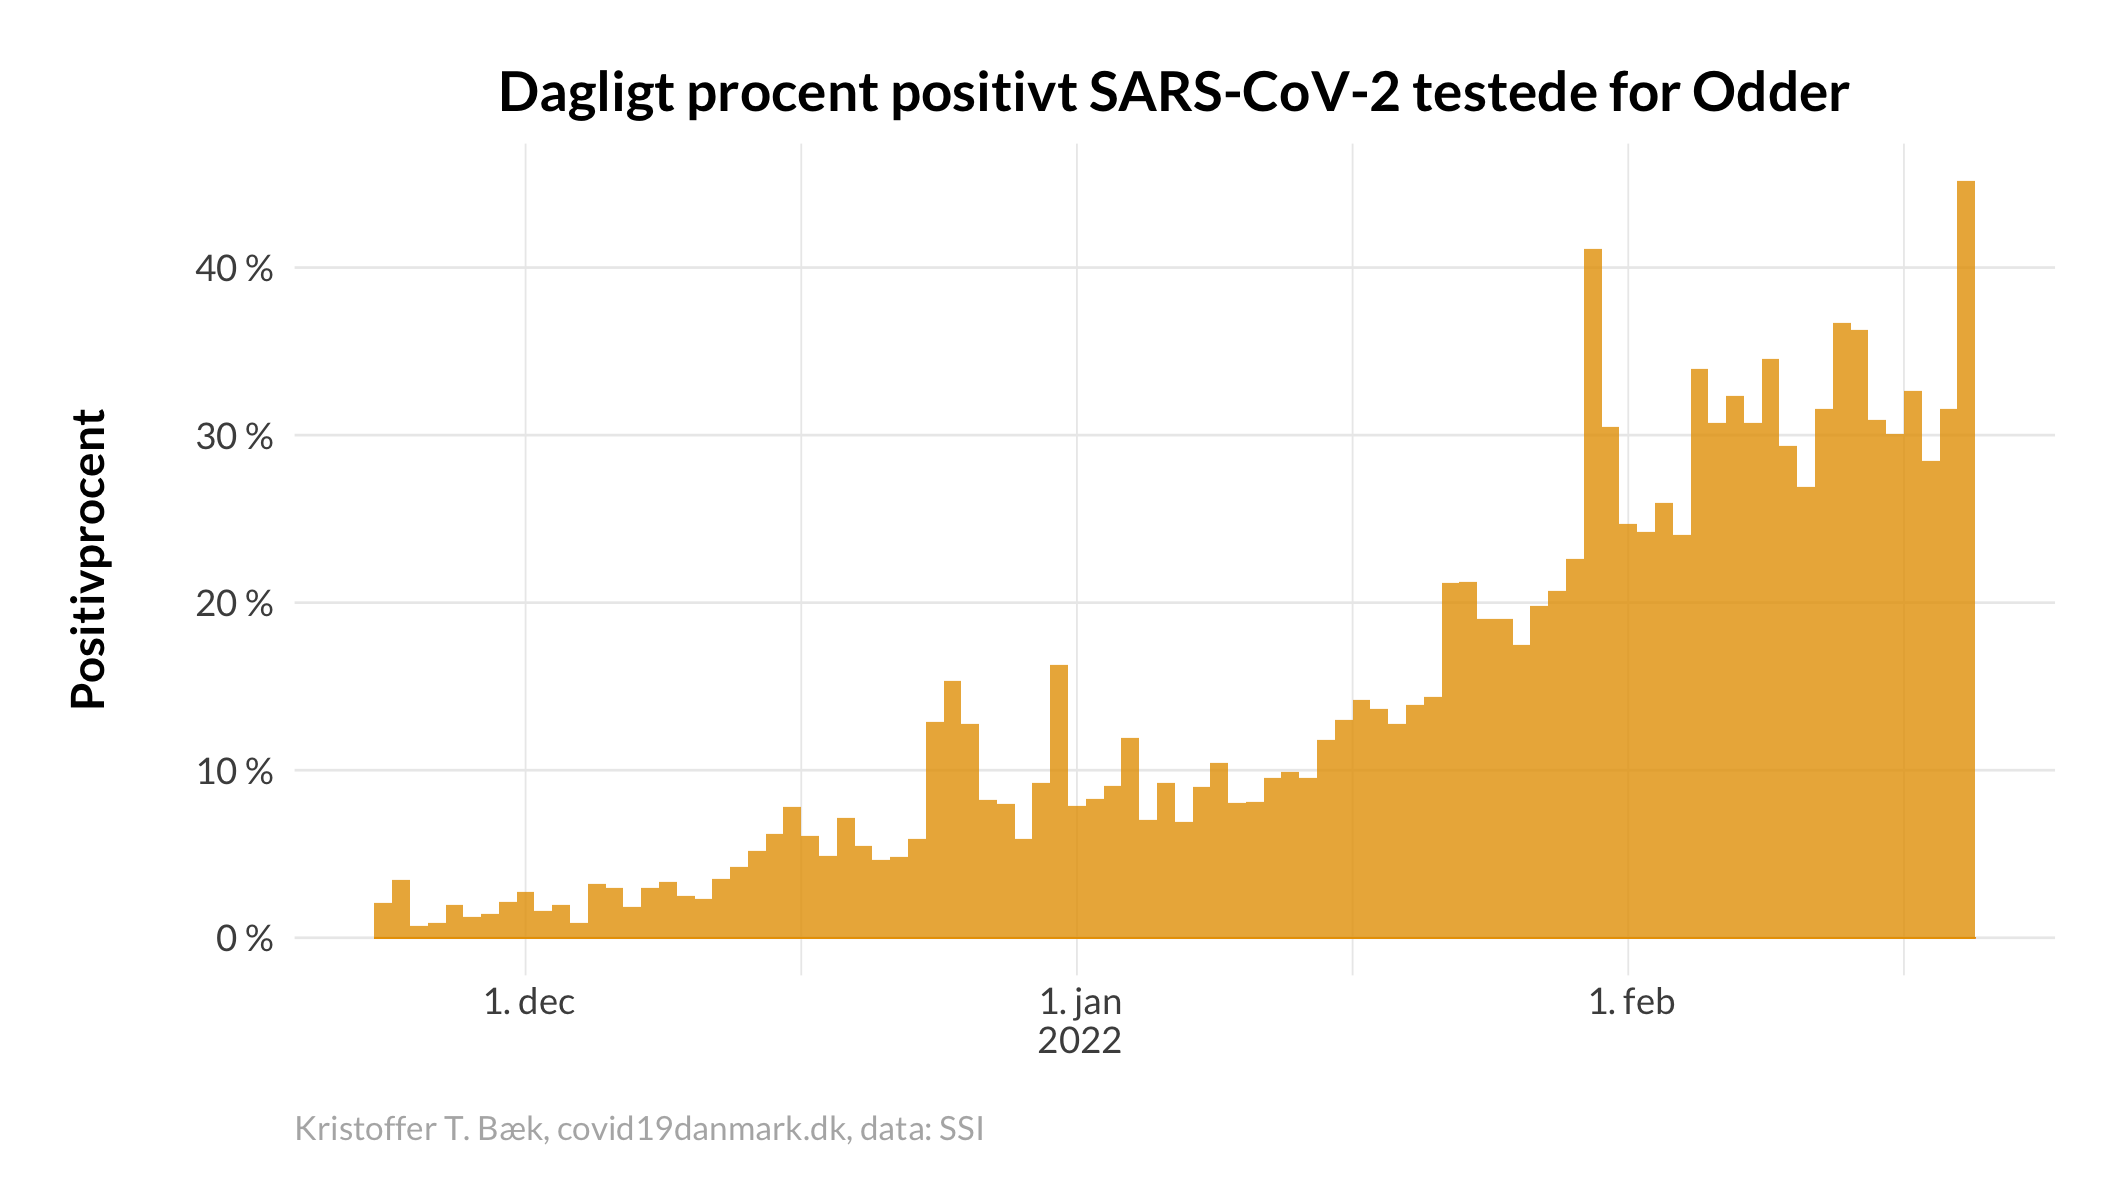 Dagligt procent positivt SARS-CoV-2 testede for Odder
Positivprocent
40 %
30 %
20 %
10 %
0 %
1. dec
1. jan
2022
1. feb
Kristoffer T. Bæk, covid19danmark.dk, data: SSI